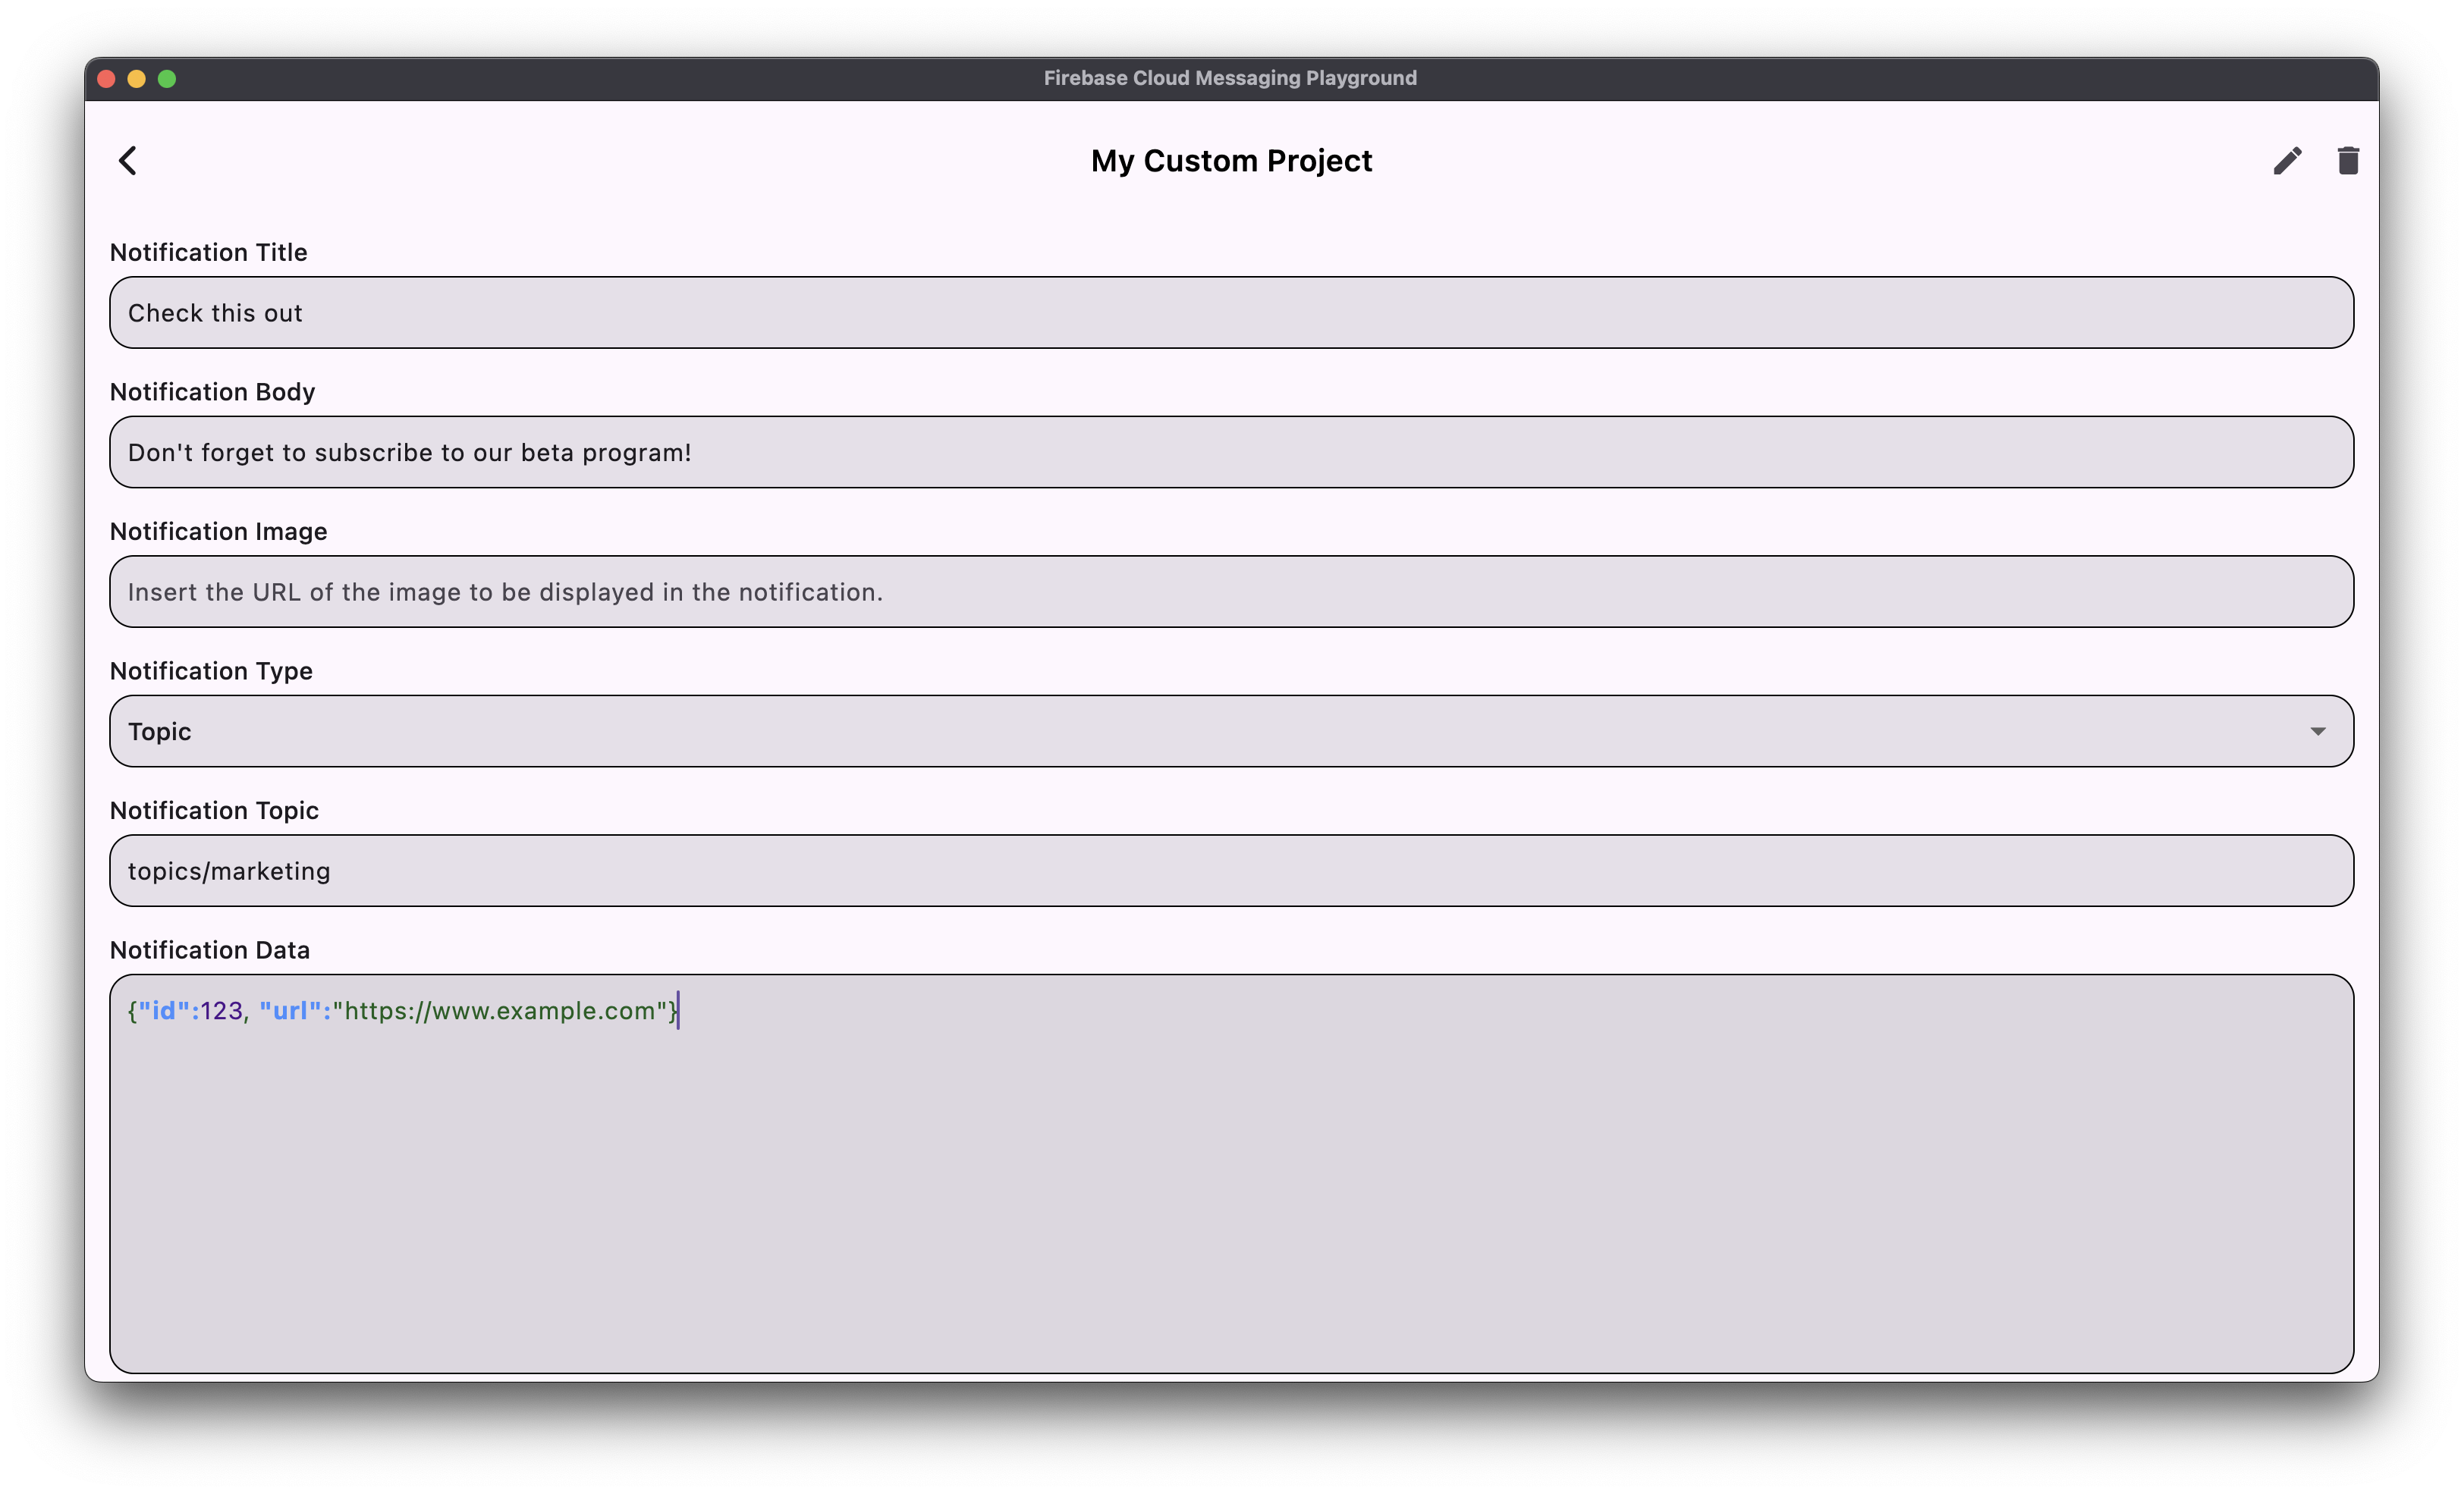 Firebase Cloud Messaging Playground
My Custom Project
Notification Title
Check this out
Notification Body
Don't forget to subscribe to our beta program!
Notification Image
Insert the URL of the image to be displayed in the notification.
Notification Type
Topic
Notification Topic
topics/marketing
Notification Data
{"id":123, "url":"https://www.example.com"}